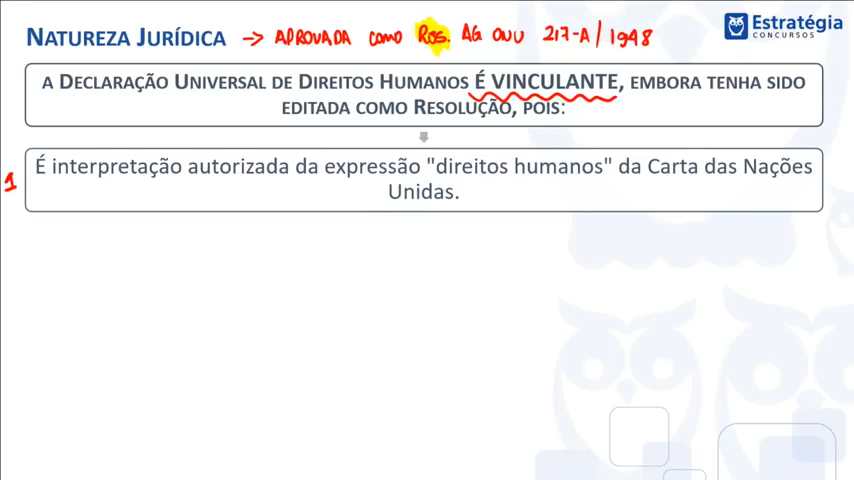 NATUREZA JURÍDICA → APROVADA COMO RES. AG ONU 217-A/1948
Estratégia
CONCURSOS
A DECLARAÇÃO UNIVERSAL DE DIREITOS HUMANOS É VINCULANTE, EMBORA TENHA SIDO
EDITADA COMO RESOLUÇÃO, POIS:
1
É interpretação autorizada da expressão "direitos humanos" da Carta das Nações
Unidas.